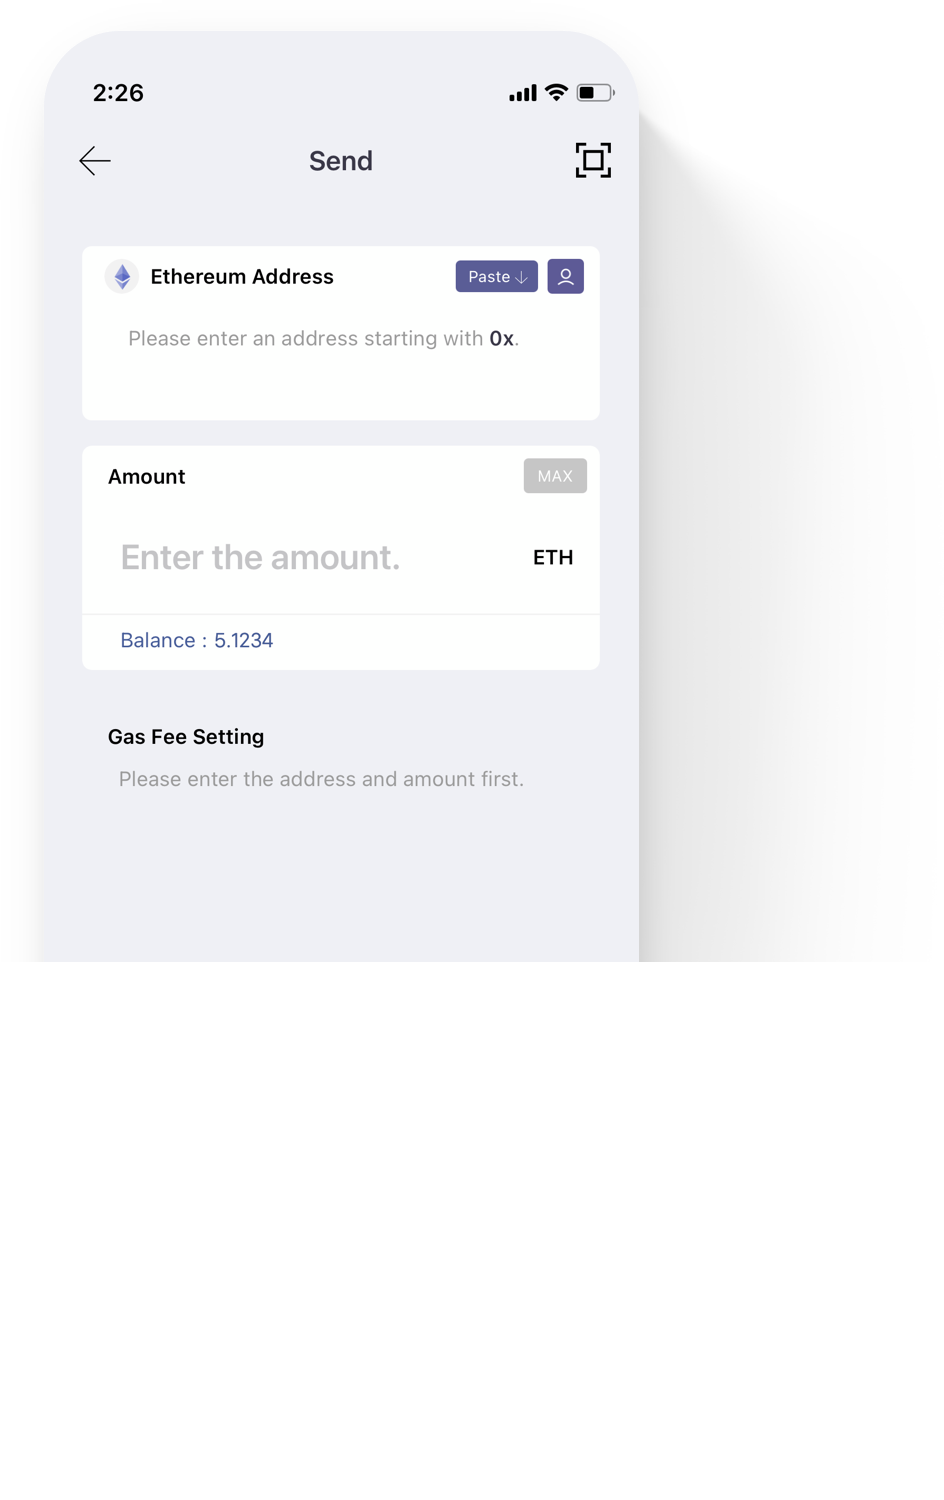 2:26
Send
Ethereum Address
Paste
Please enter an address starting with 0x.
Amount
MAX
Enter the amount.
ETH
Balance : 5.1234
Gas Fee Setting
Please enter the address and amount first.